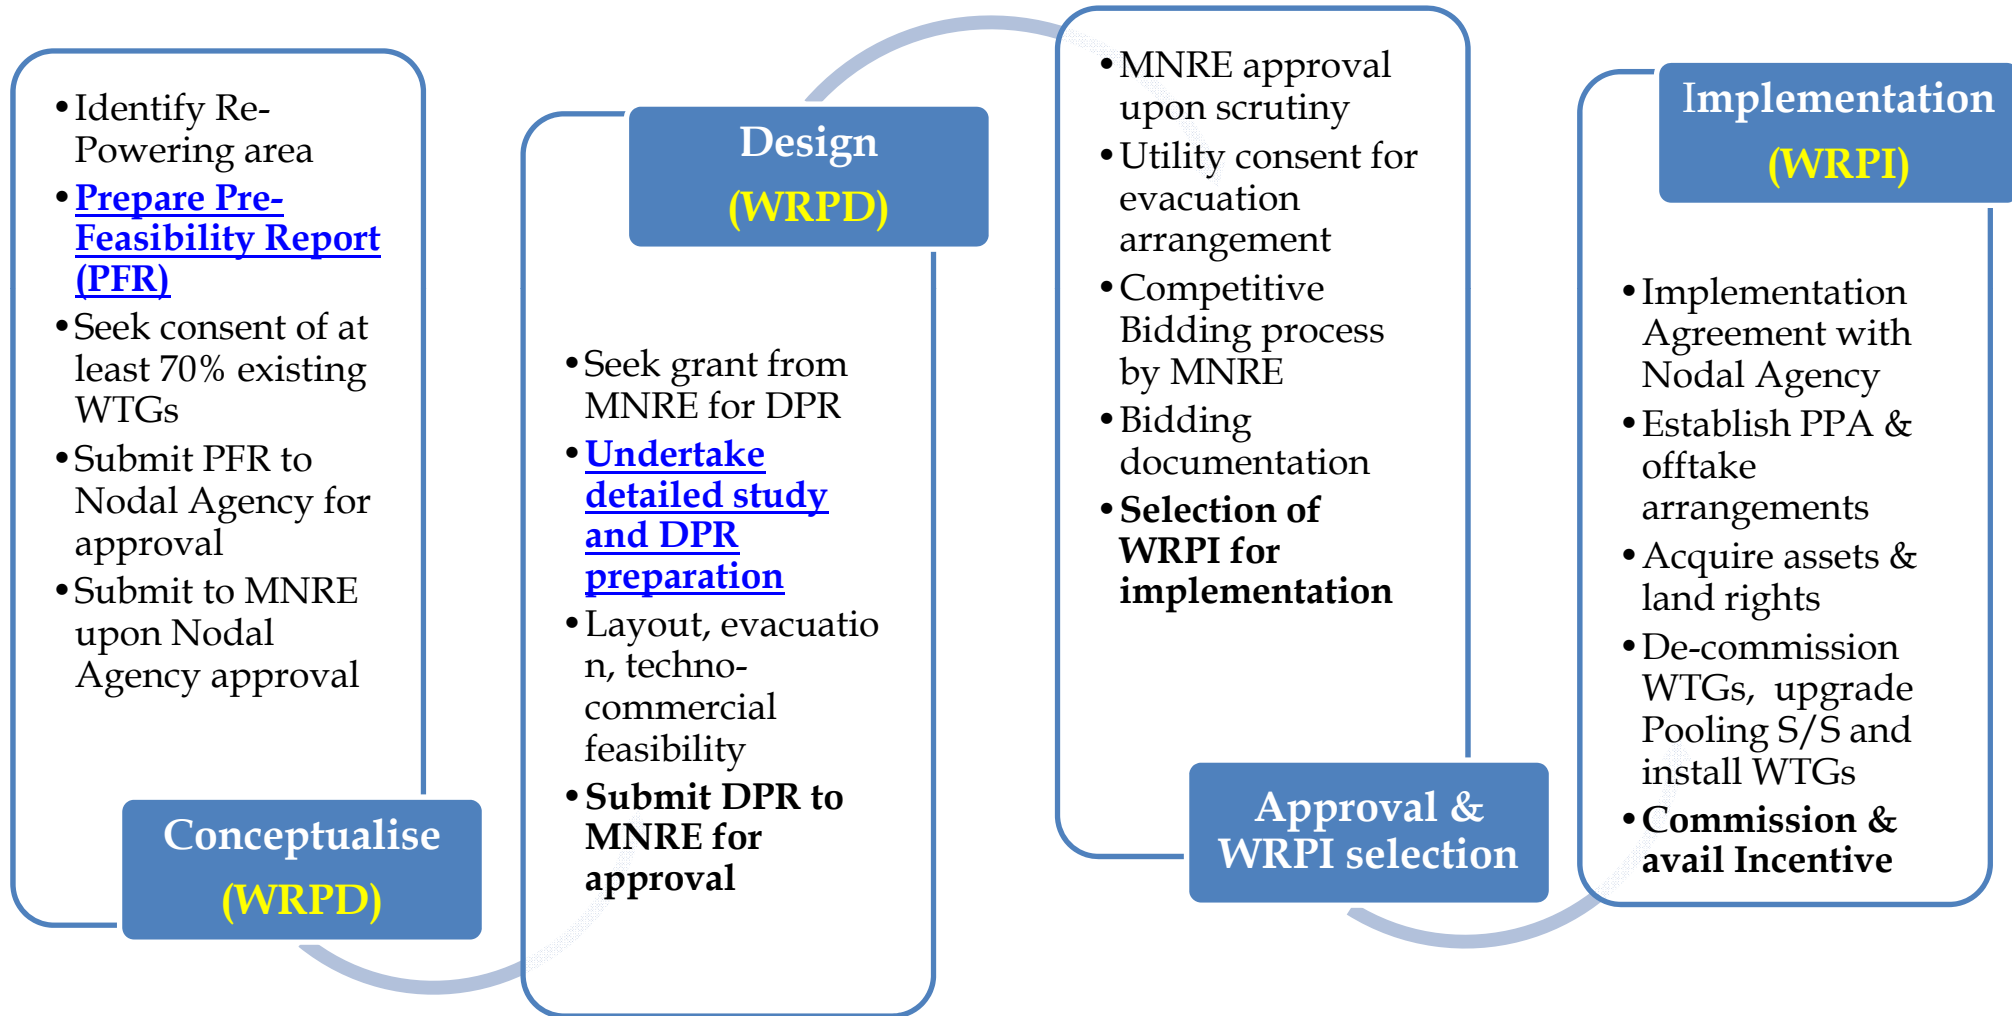 •Identify Re-
Powering area
•Prepare Pre-
Feasibility Report
(PFR)
•Seek consent of at
least 70% existing
WTGs
•Submit PFR to
Nodal Agency for
approval
•Submit to MNRE
upon Nodal
Agency approval
Conceptualise
(WRPD)
Design
(WRPD)
•Seek grant from
MNRE for DPR
•Undertake
detailed study
and DPR
preparation
•Layout, evacuatio
n, techno-
commercial
feasibility
•Submit DPR to
MNRE for
approval
•MNRE approval
upon scrutiny
•Utility consent for
evacuation
arrangement
•Competitive
Bidding process
by MNRE
•Bidding
documentation
•Selection of
WRPI for
implementation
Approval &
WRPI selection
Implementation
(WRPI)
•Implementation
Agreement with
Nodal Agency
•Establish PPA &
offtake
arrangements
•Acquire assets &
land rights
•De-commission
WTGs, upgrade
Pooling S/S and
install WTGs
•Commission &
avail Incentive